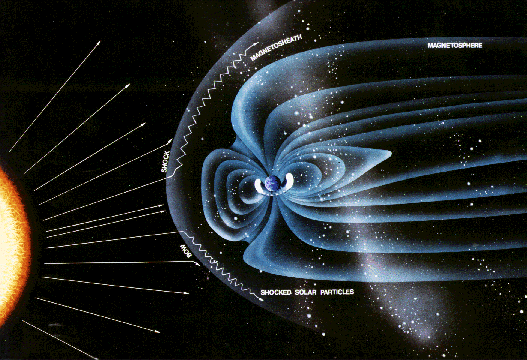 MAGNETOSHEATH
MAGNETOSPHERE
SHOCK
BOW
SHOCKED SOLAR PARTICLES